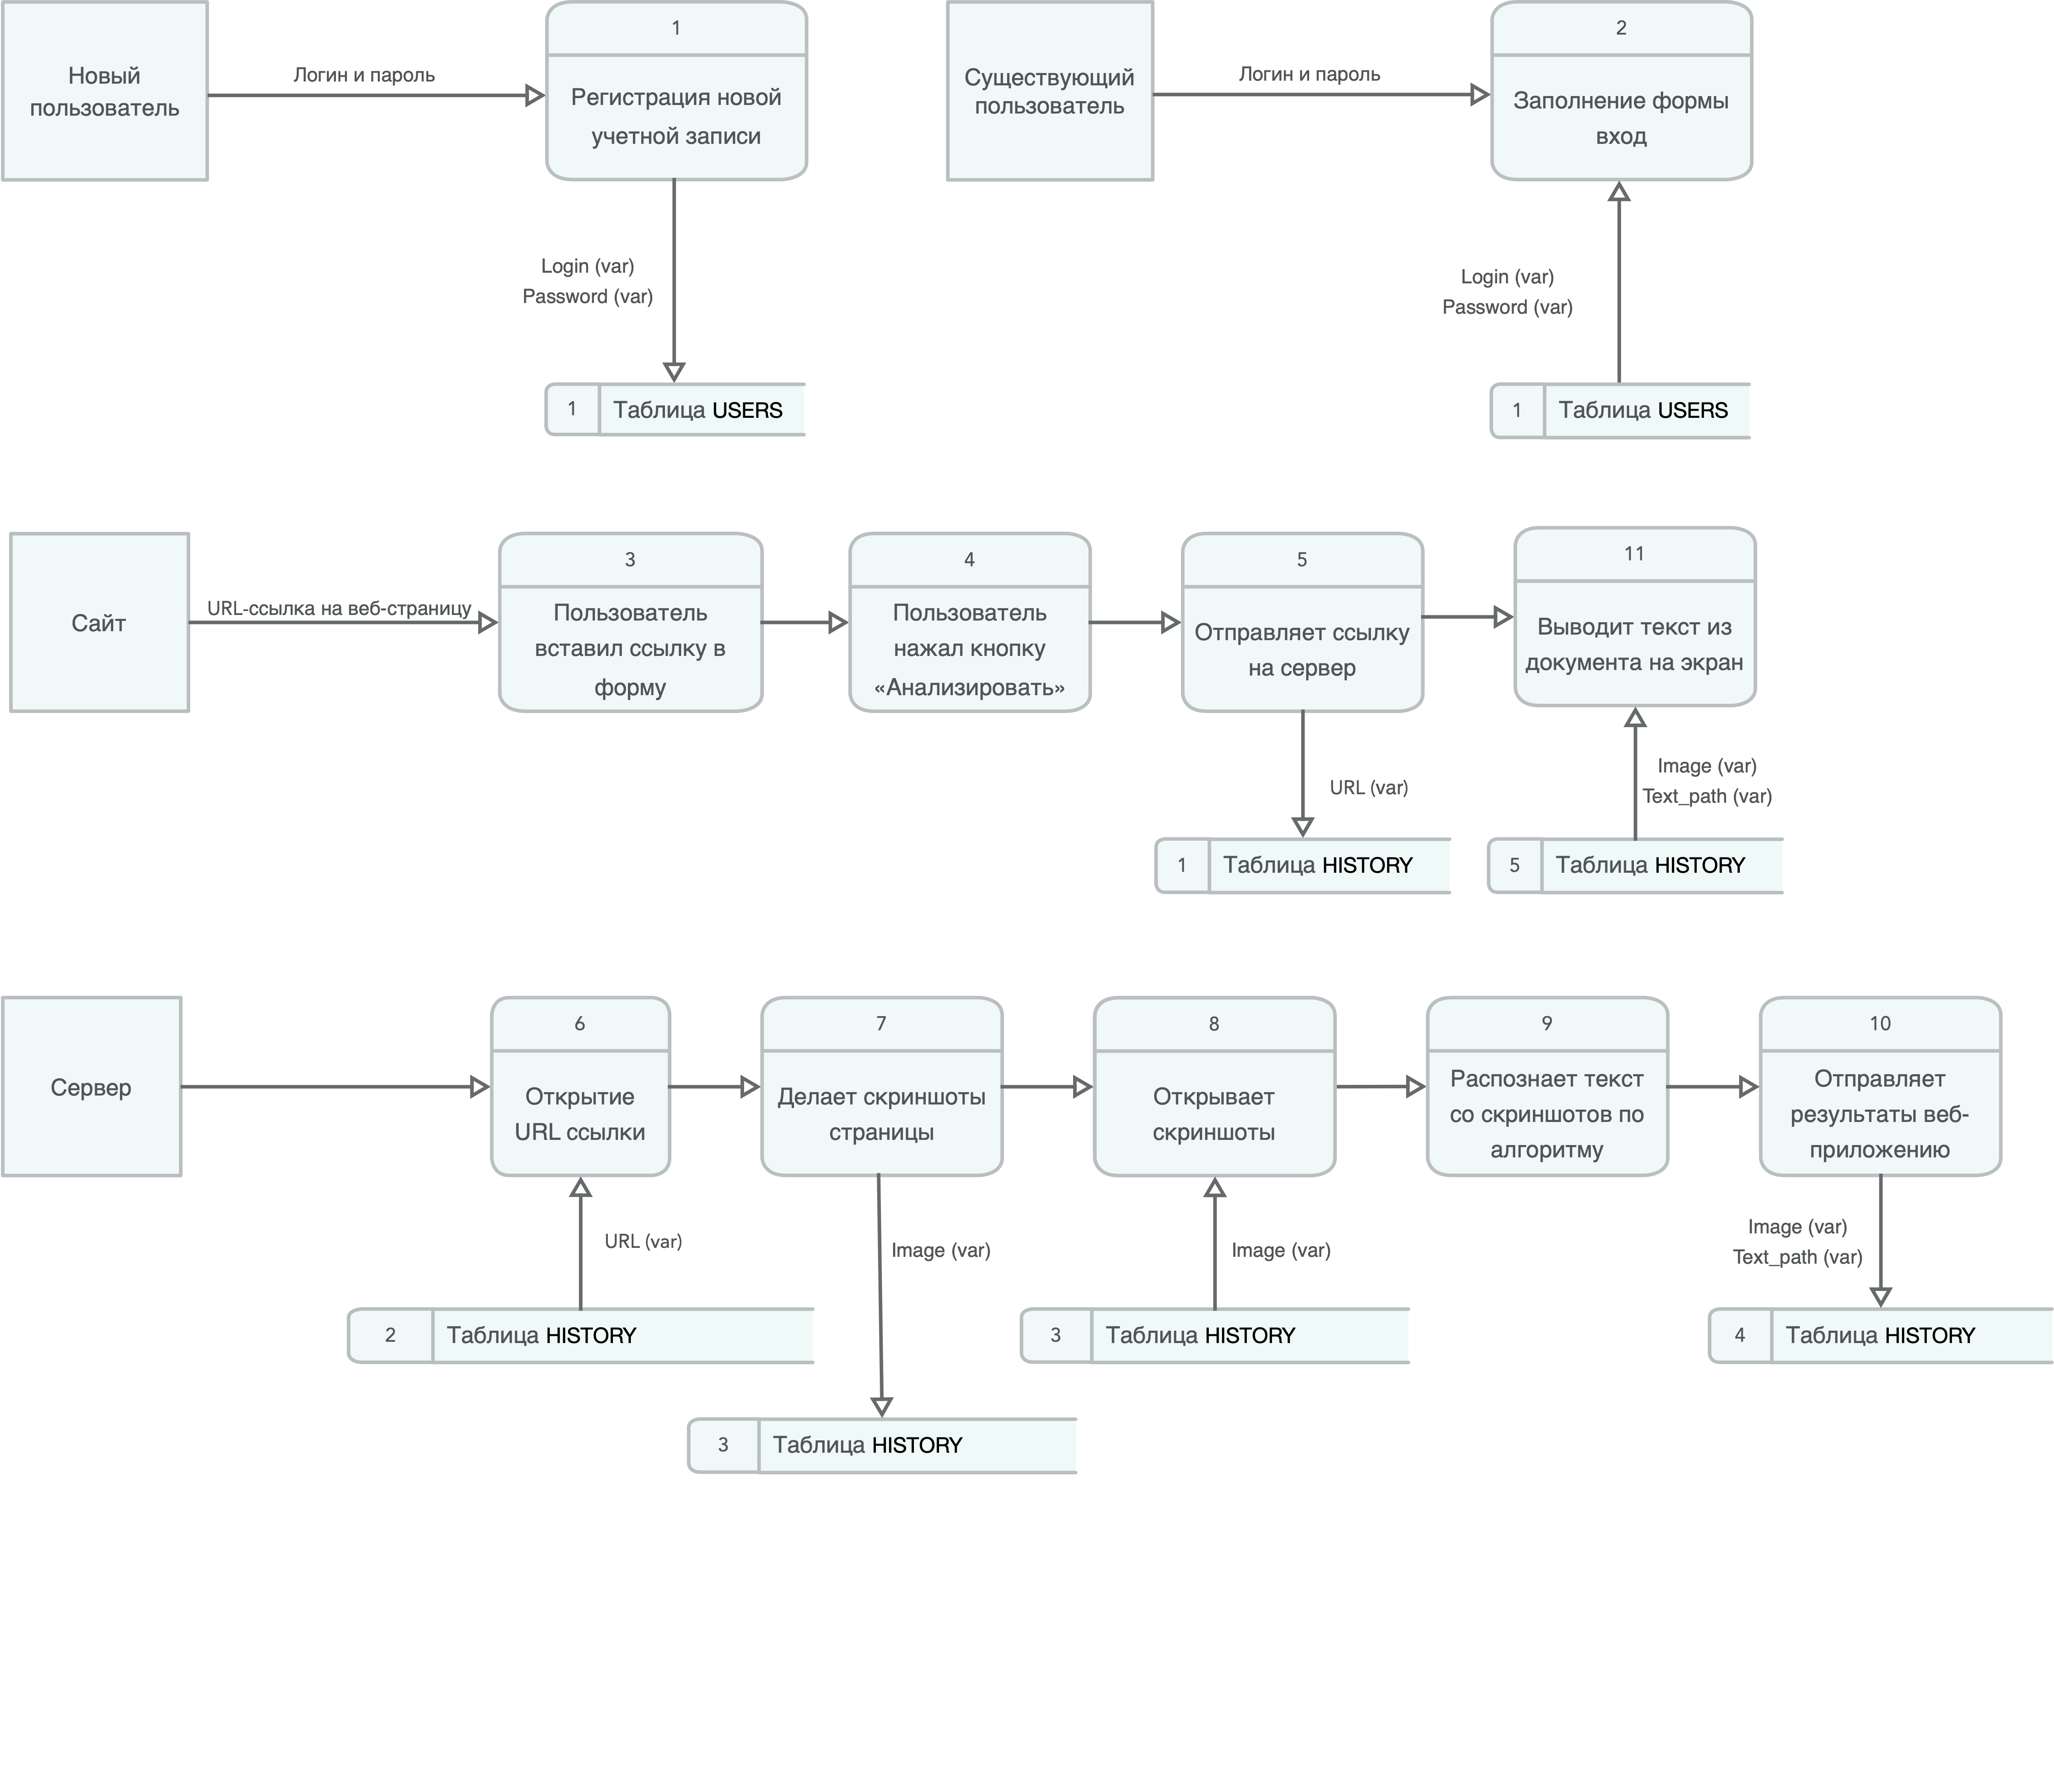 Новый
пользователь
Логин и пароль
1
Регистрация новой
учетной записи
Login (var)
Password (var)
1
Таблица USERS
Существующий
пользователь
Логин и пароль
2
Заполнение формы
вход
Login (var)
Password (var)
1
Таблица USERS
Сайт
URL-ссылка на веб-страницу
3
Пользователь
вставил ссылку в
форму
4
Пользователь
нажал кнопку
«Анализировать»
5
Отправляет ссылку
на сервер
11
Выводит текст из
документа на экран
URL (var)
Image (var)
Text_path (var)
1
Таблица HISTORY
5
Таблица HISTORY
Сервер
6
Открытие
URL ссылки
7
Делает скриншоты
страницы
8
Открывает
скриншоты
9
Распознает текст
со скриншотов по
алгоритму
10
Отправляет
результаты веб-
приложению
URL (var)
Image (var)
Image (var)
Image (var)
Text_path (var)
2
Таблица HISTORY
3
Таблица HISTORY
4
Таблица HISTORY
3
Таблица HISTORY